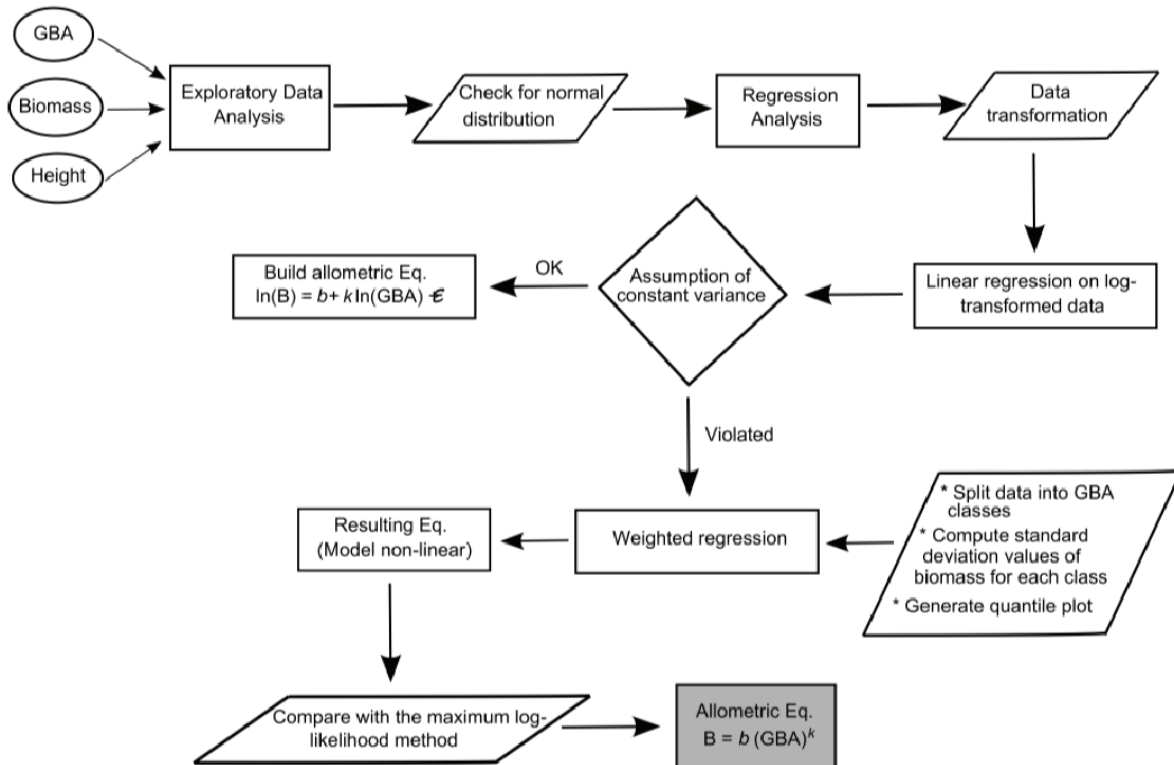 GBA
Biomass
Height
Exploratory Data
Analysis
Check for normal
distribution
Regression
Analysis
Data
transformation
Build allometric Eq.
ln(B) = b+ k ln(GBA) -€
OK
Assumption of
constant variance
Linear regression on log-
transformed data
Violated
Resulting Eq.
(Model non-linear)
Weighted regression
* Split data into GBA
classes
* Compute standard
deviation values of
biomass for each class
* Generate quantile plot
Compare with the maximum log-
likelihood method
Allometric Eq.
B = b (GBA)ᵏ